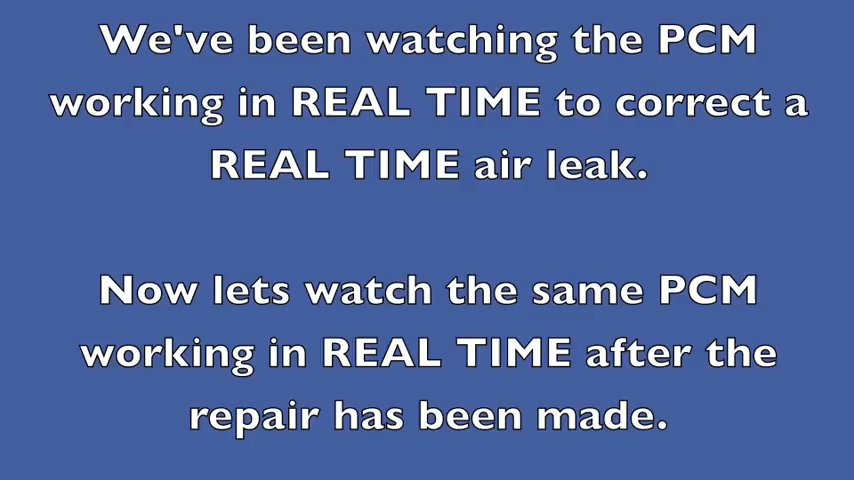 We've been watching the PCM
working in REAL TIME to correct a
REAL TIME air leak.
Now lets watch the same PCM
working in REAL TIME after the
repair has been made.